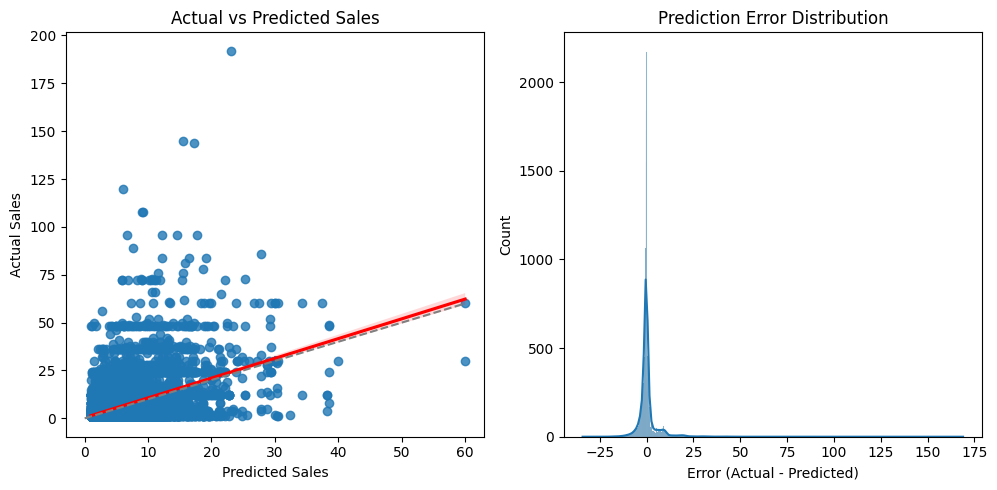 Actual vs Predicted Sales
Actual Sales
200
175
150
125
100
75
50
25
0
0 10 20 30 40 50 60
Predicted Sales
Prediction Error Distribution
Count
2000
1500
1000
500
0
−25 0 25 50 75 100 125 150 175
Error (Actual - Predicted)